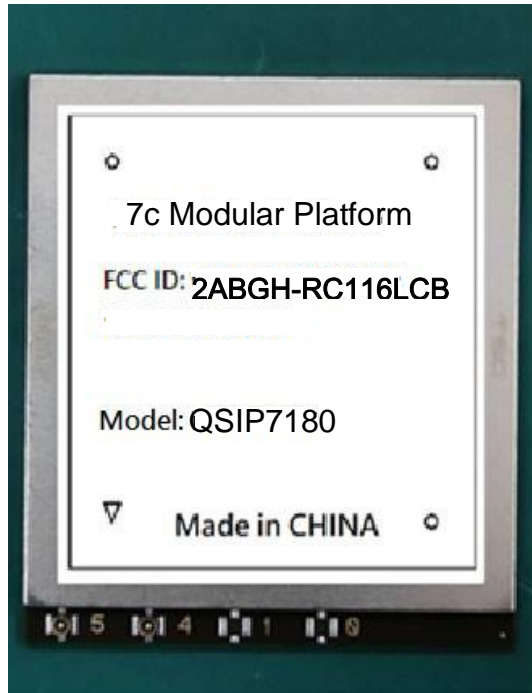 7c Modular Platform
FCC ID: 2ABGH-RC116LCB
Model: QSIP7180
Made in CHINA
5 4 1 0